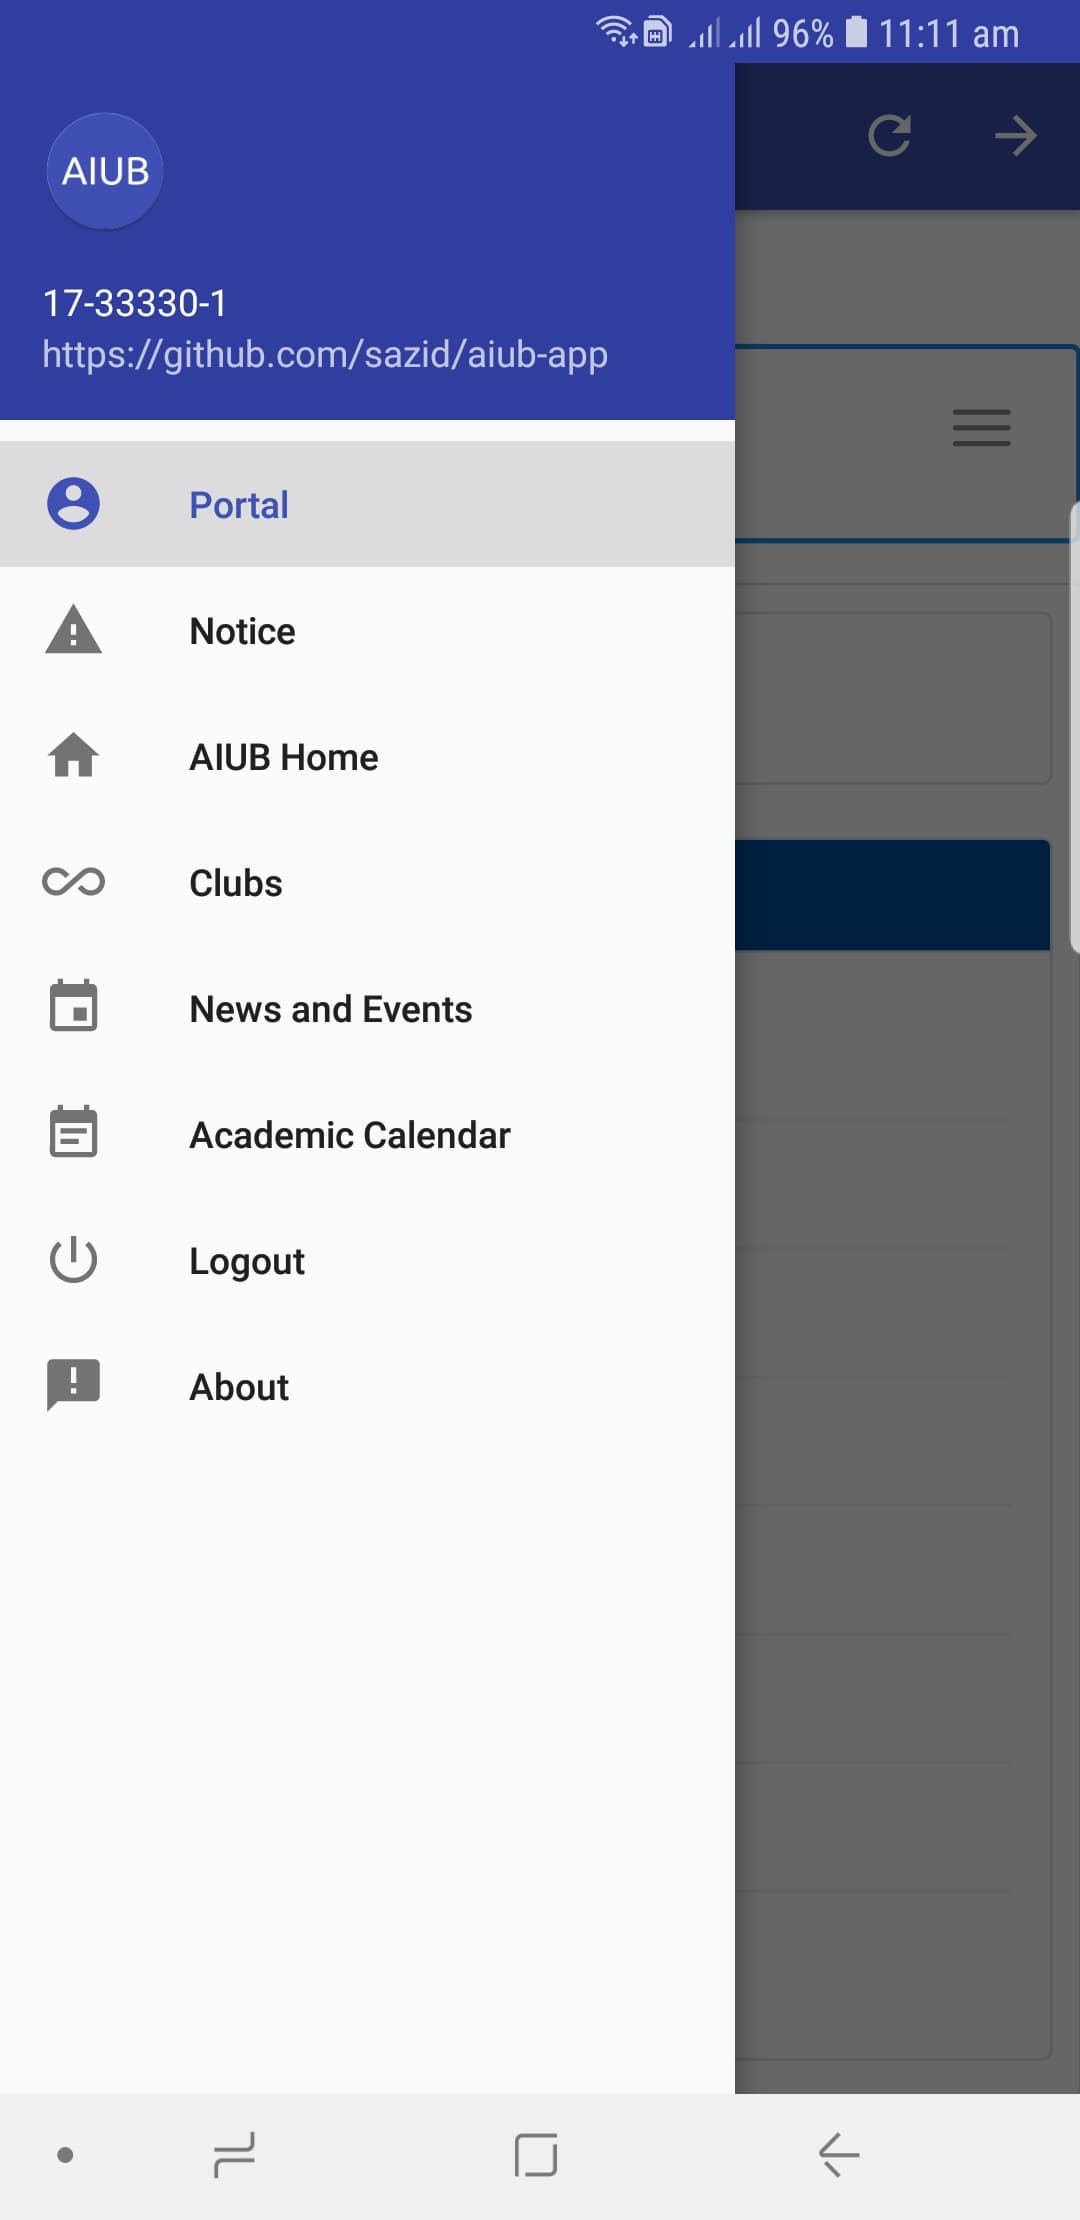 96% 11:11 am
AIUB
17-33330-1
https://github.com/sazid/aiub-app
Portal
Notice
AIUB Home
Clubs
News and Events
Academic Calendar
Logout
About